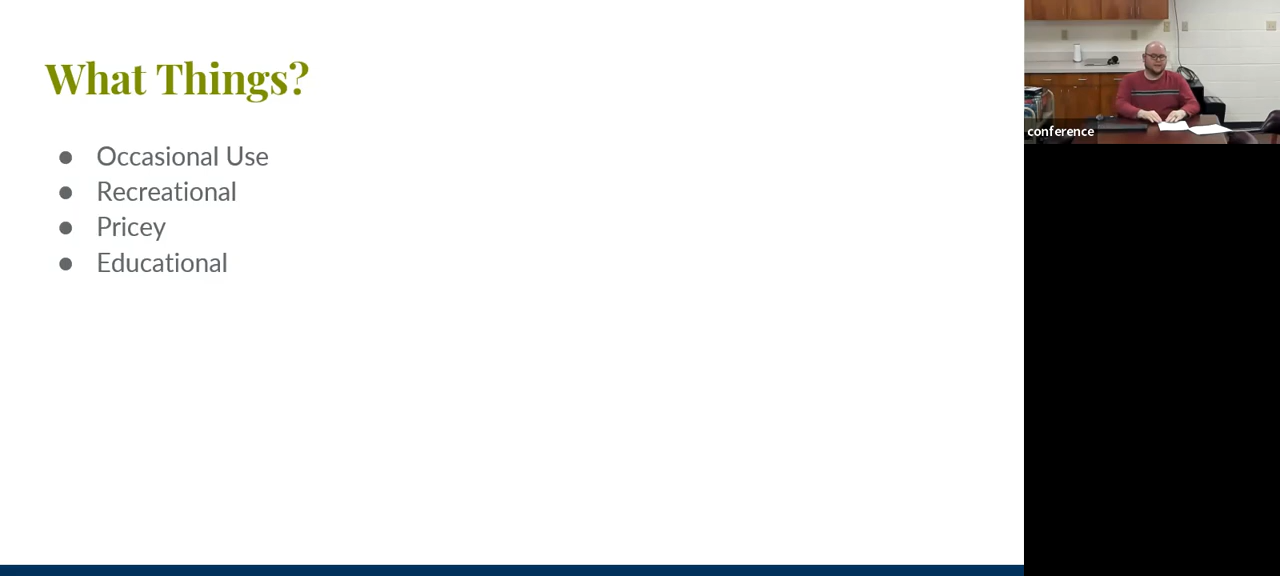 What Things?
● Occasional Use
● Recreational
● Pricey
● Educational
conference